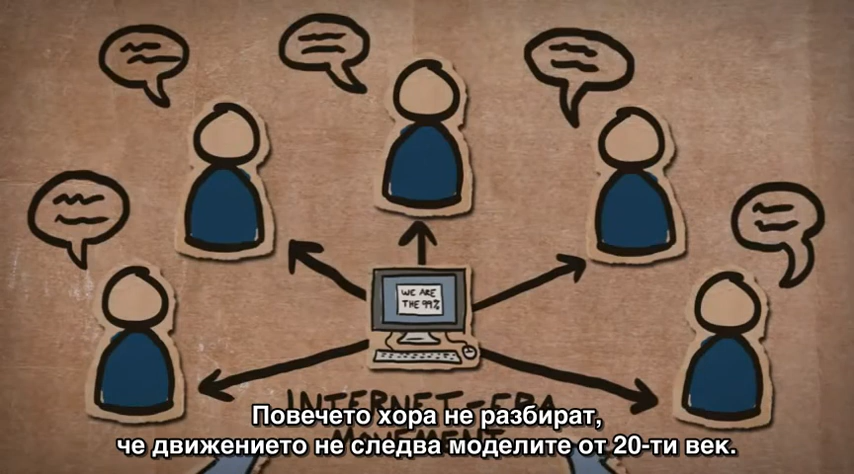 WE ARE
THE 99%
INTERNET-ERA
Повечето хора не разбират,
че движението не следва моделите от 20-ти век.